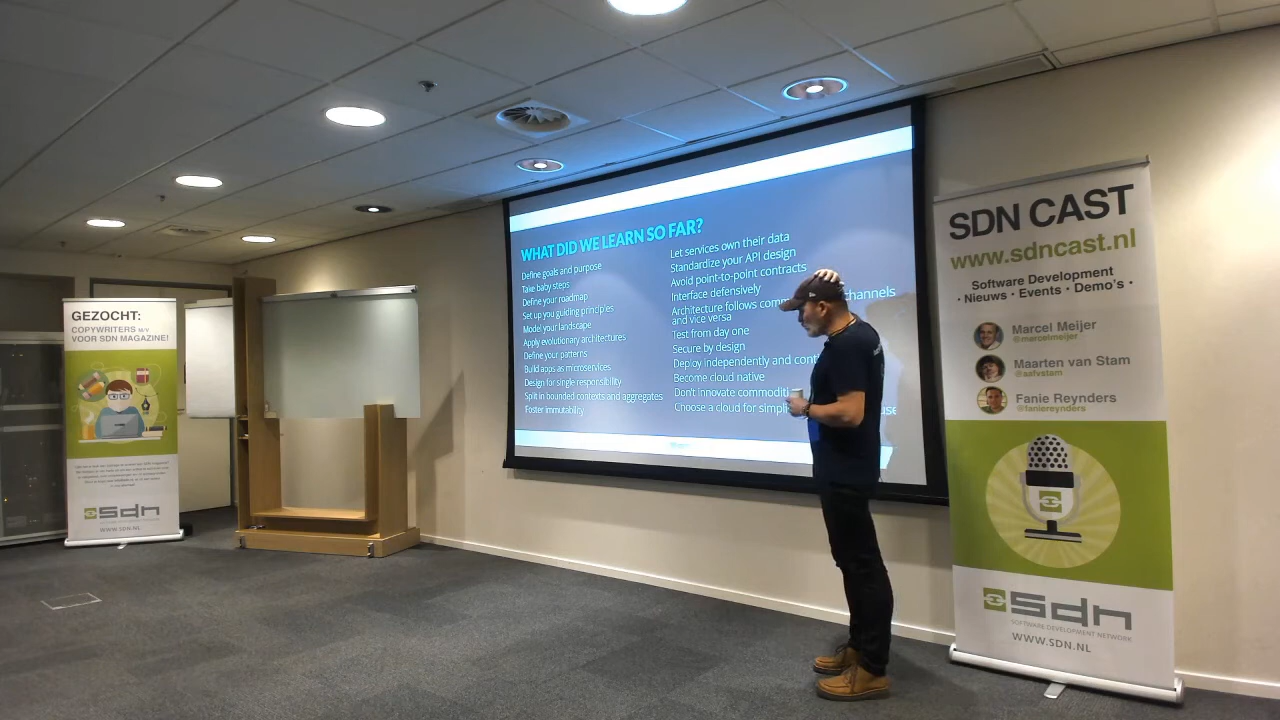 GEZOCHT:
COPYWRITERS M/V
VOOR SDN MAGAZINE!
sdn
WWW.SDN.NL
WHAT DID WE LEARN SO FAR?
Define goals and purpose
Take baby steps
Define your roadmap
Set up you guiding principles
Model your landscape
Apply evolutionary architectures
Define your patterns
Build apps as microservices
Design for single responsibility
Split in bounded contexts and aggregates
Foster immutability
Let services own their data
Standardize your API design
Avoid point-to-point contracts
Interface defensively
Architecture follows channels
and vice versa
Test from day one
Secure by design
Deploy independently and
Become cloud native
Don't innovate
Choose a cloud for
SDN CAST
www.sdncast.nl
Software Development
· Nieuws · Events · Demo's ·
Marcel Meijer
@marcelmeijer
Maarten van Stam
@safvstam
Fanie Reynders
@faniereynders
sdn
SOFTWARE DEVELOPMENT NETWORK
WWW.SDN.NL